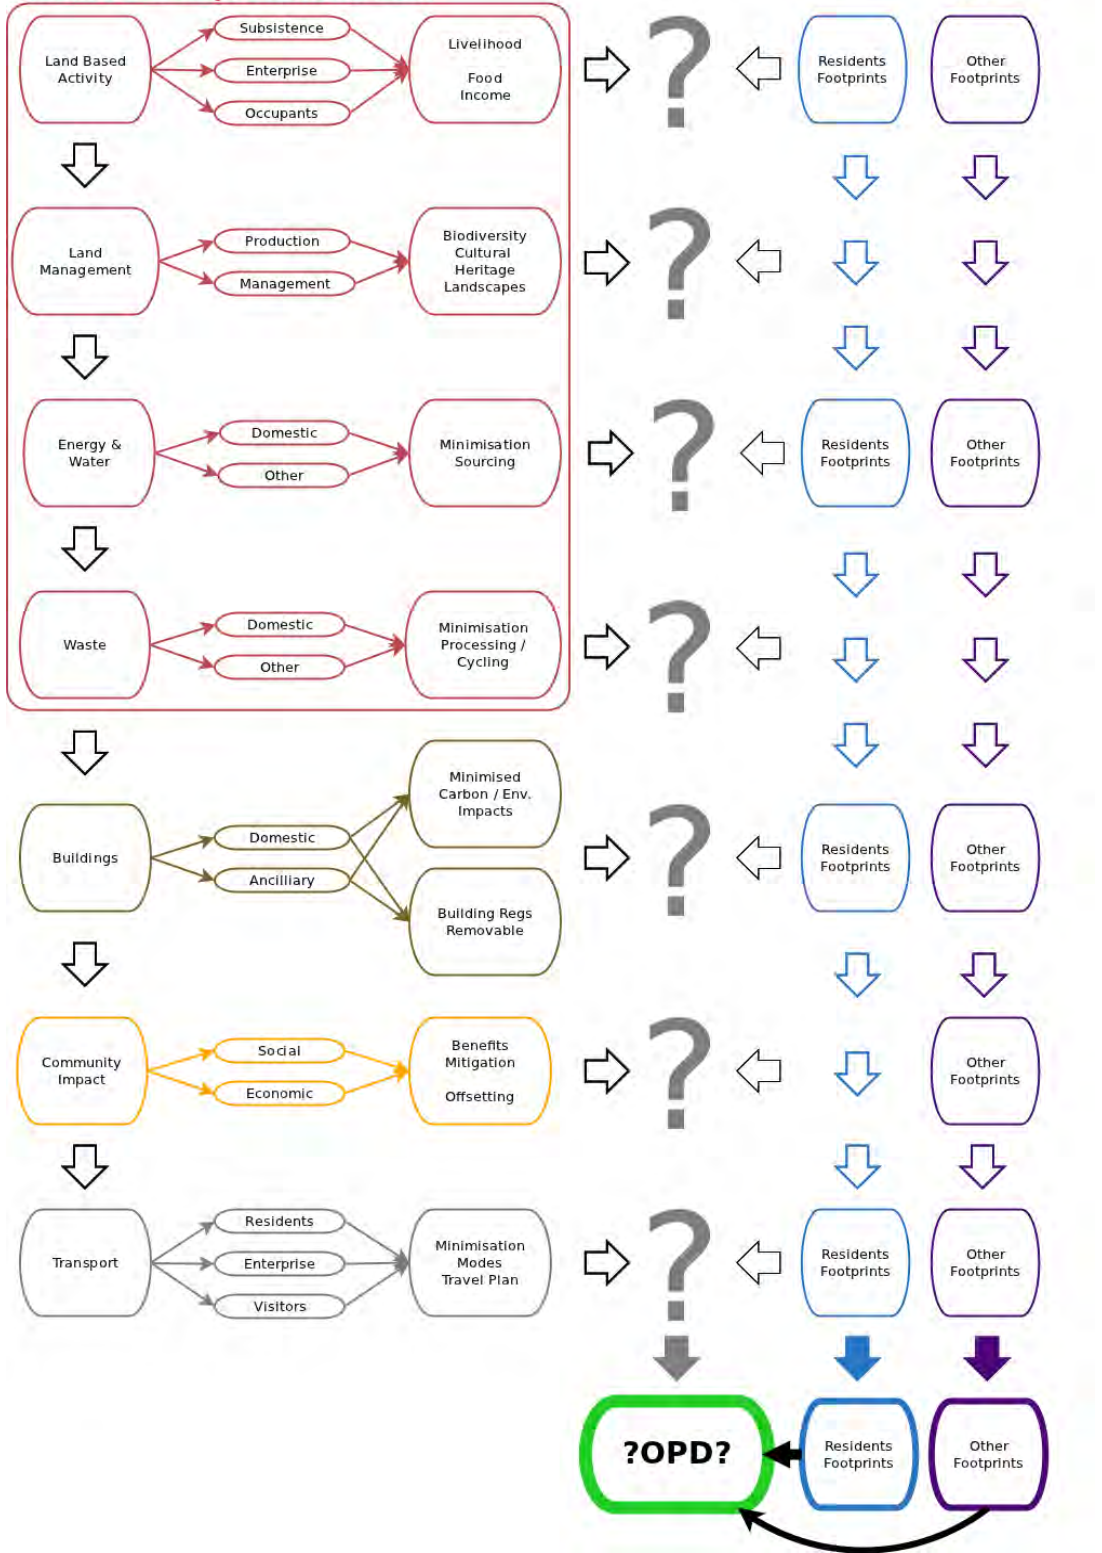 Land Based
Activity
Subsistence
Enterprise
Occupants
Livelihood
Food
Income
?
Residents
Footprints
Other
Footprints
Land
Management
Production
Management
Biodiversity
Cultural
Heritage
Landscapes
?
Energy &
Water
Domestic
Other
Minimisation
Sourcing
?
Residents
Footprints
Other
Footprints
Waste
Domestic
Other
Minimisation
Processing /
Cycling
?
Buildings
Domestic
Ancilliary
Minimised
Carbon / Env.
Impacts
Building Regs
Removable
?
Residents
Footprints
Other
Footprints
Community
Impact
Social
Economic
Benefits
Mitigation
Offsetting
?
Other
Footprints
Transport
Residents
Enterprise
Visitors
Minimisation
Modes
Travel Plan
?
Residents
Footprints
Other
Footprints
?OPD?
Residents
Footprints
Other
Footprints